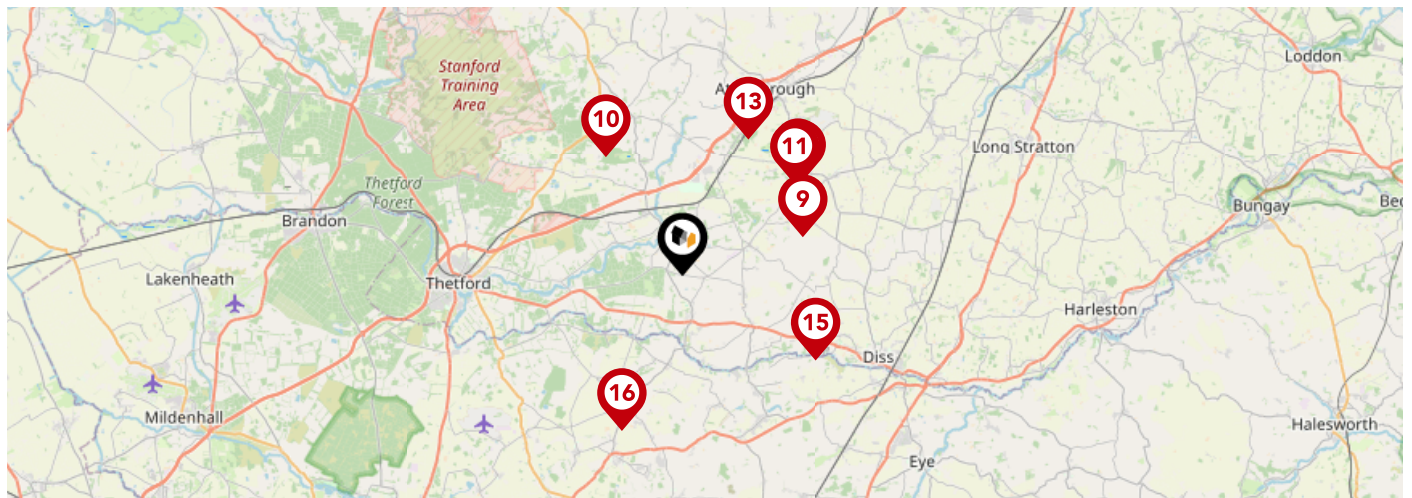 Loddon
Stanford
Training
Area
13
10
11
Long Stratton
Thetford
Forest
9
Brandon
Bungay
Lakenheath
Thetford
Harleston
15
Diss
16
Mildenhall
Halesworth
Eye